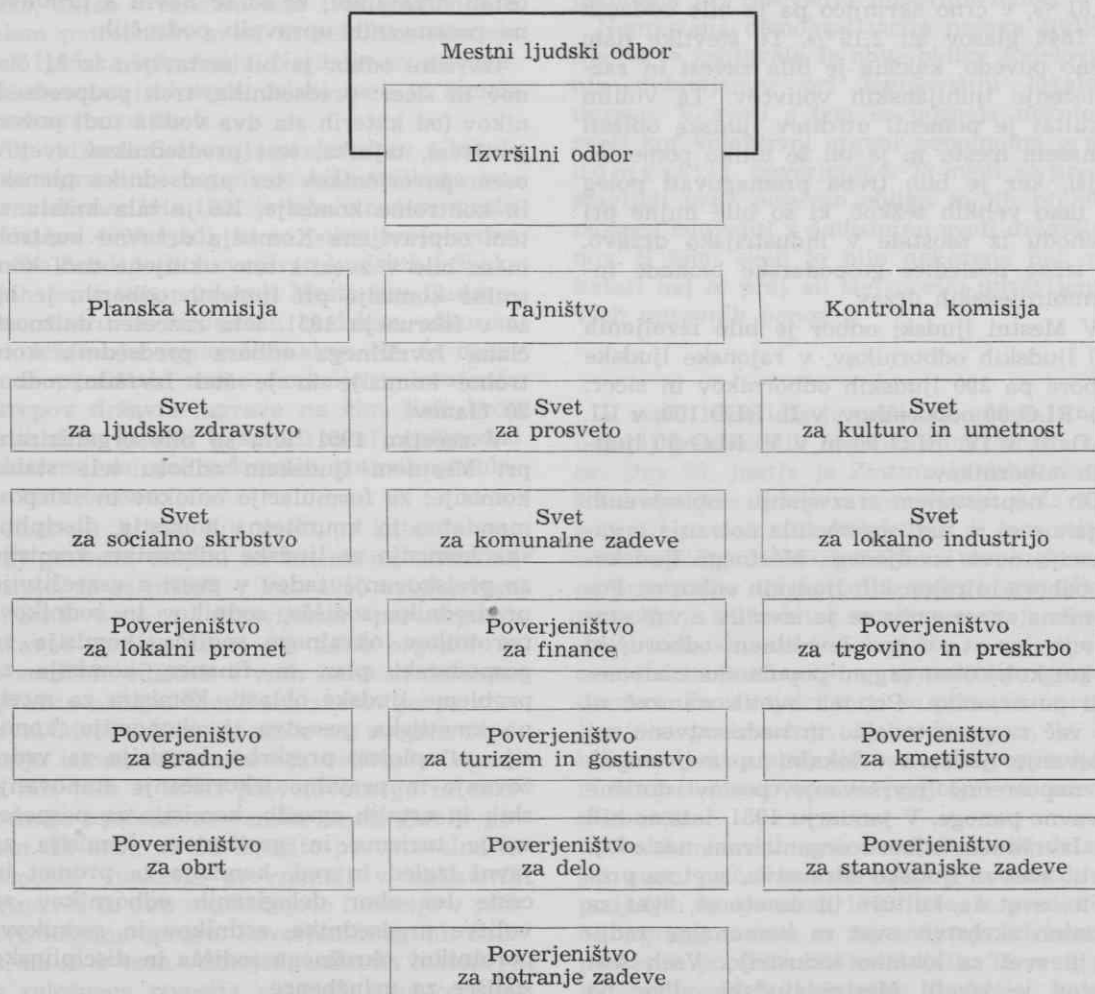 Mestni ljudski odbor
Izvršilni odbor
Planska komisija
Tajništvo
Kontrolna komisija
Svet
za ljudsko zdravstvo
Svet
za prosveto
Svet
za kulturo in umetnost
Svet
za socialno skrbstvo
Svet
za komunalne zadeve
Svet
za lokalno industrijo
Poverjeništvo
za lokalni promet
Poverjeništvo
za finance
Poverjeništvo
za trgovino in preskrbo
Poverjeništvo
za gradnje
Poverjeništvo
za turizem in gostinstvo
Poverjeništvo
za kmetijstvo
Poverjeništvo
za obrt
Poverjeništvo
za delo
Poverjeništvo
za stanovanjske zadeve
Poverjeništvo
za notranje zadeve